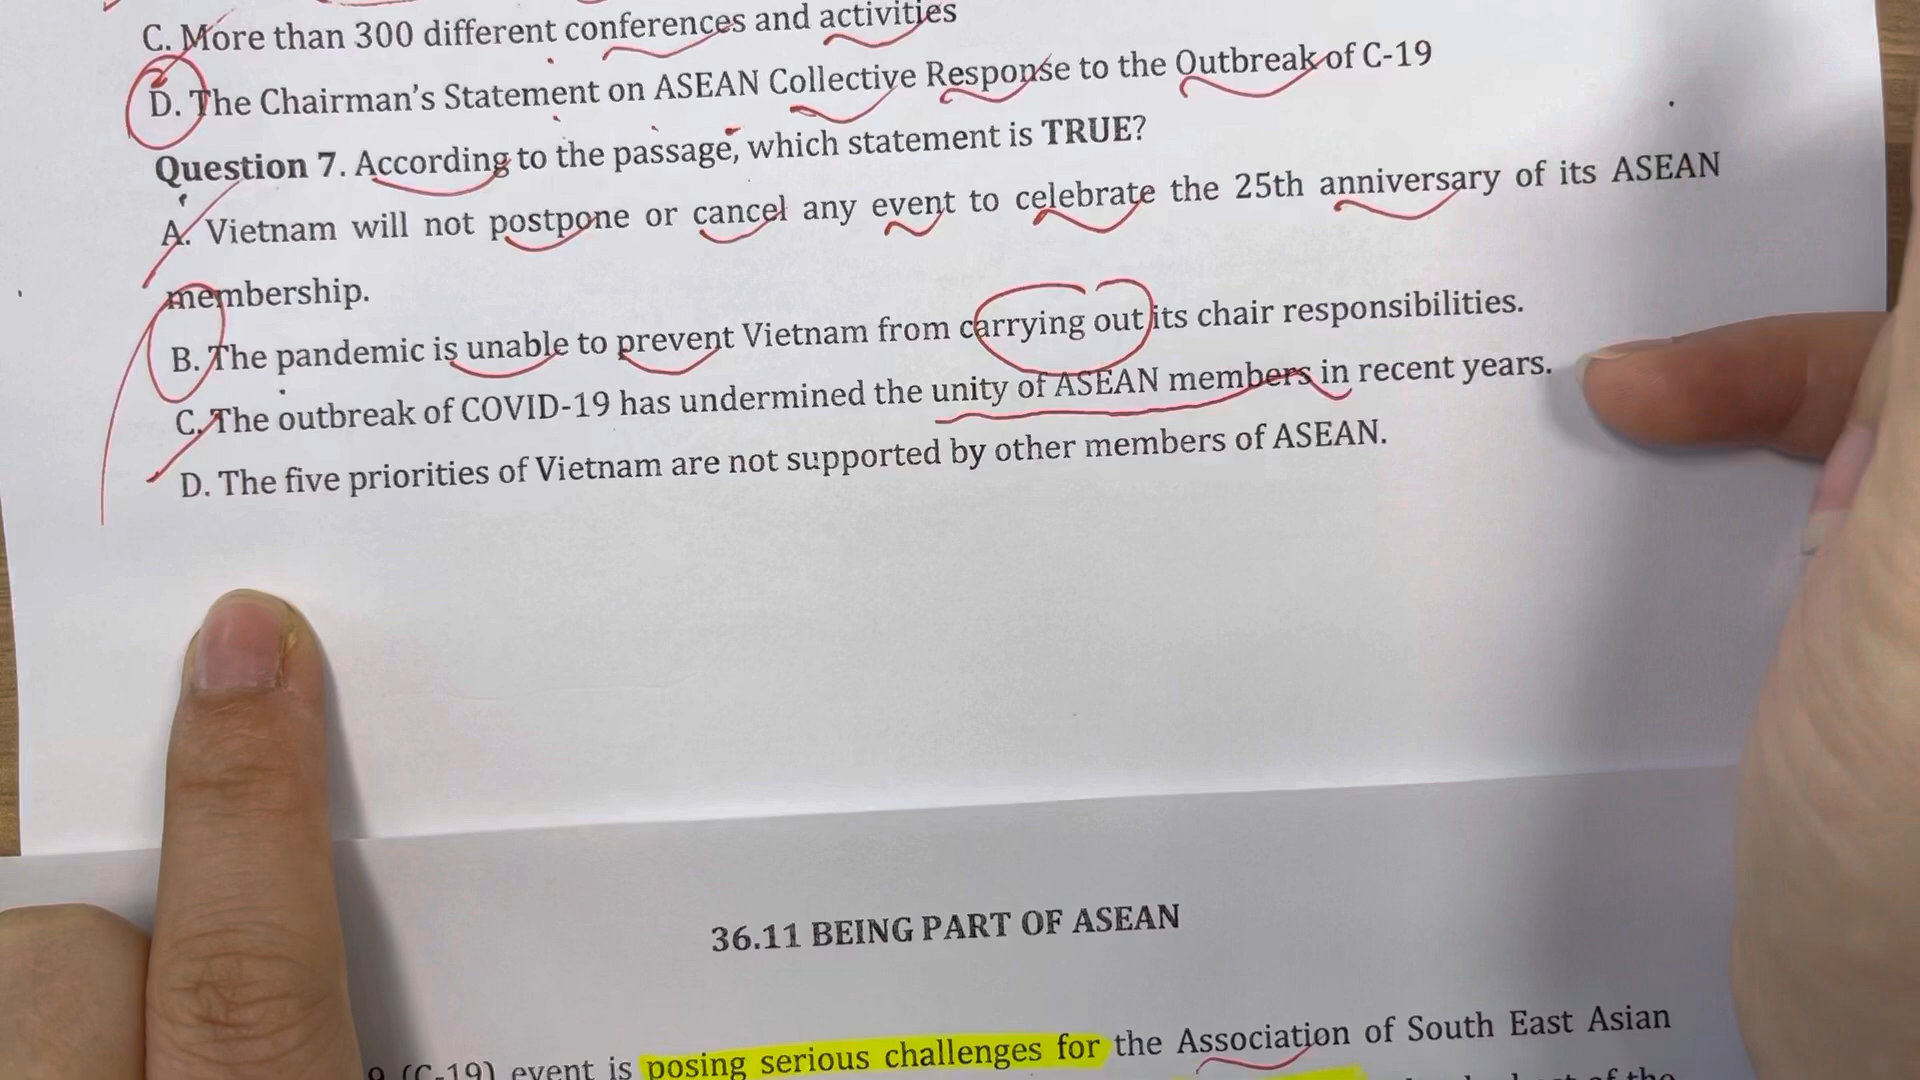 C. More than 300 different conferences and activities
D. The Chairman's Statement on ASEAN Collective Response to the Outbreak of C-19
Question 7. According to the passage, which statement is TRUE?
A. Vietnam will not postpone or cancel any event to celebrate the 25th anniversary of its ASEAN
membership.
B. The pandemic is unable to prevent Vietnam from carrying out its chair responsibilities.
C. The outbreak of COVID-19 has undermined the unity of ASEAN members in recent years.
D. The five priorities of Vietnam are not supported by other members of ASEAN.
36.11 BEING PART OF ASEAN
9 (C-19) event is posing serious challenges for the Association of South East Asian
of the